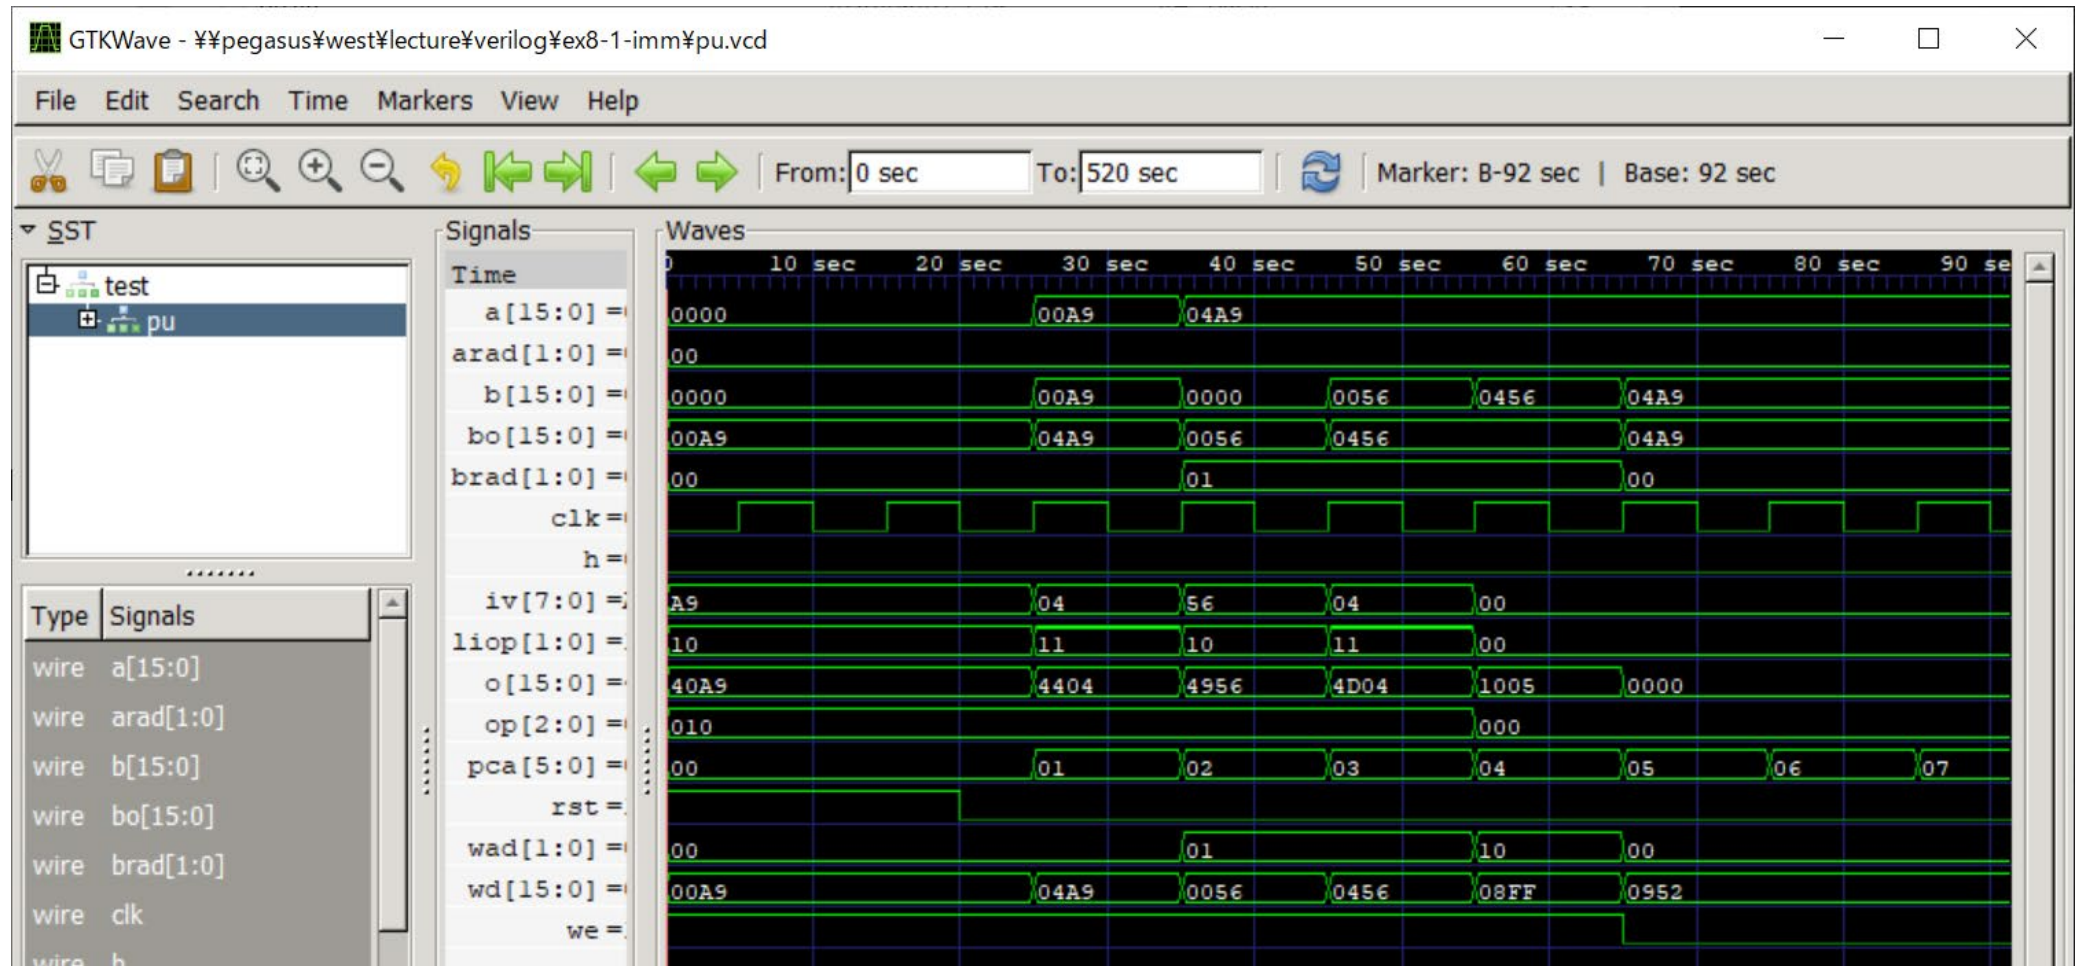 GTKWave - ¥¥pegasus¥west¥lecture¥verilog¥ex8-1-imm¥pu.vcd
File Edit Search Time Markers View Help
From: 0 sec To: 520 sec Marker: B-92 sec | Base: 92 sec
SST
test
pu
Type Signals
wire a[15:0]
wire arad[1:0]
wire b[15:0]
wire bo[15:0]
wire brad[1:0]
wire clk
wire h
Signals
Waves
Time 0 10 sec 20 sec 30 sec 40 sec 50 sec 60 sec 70 sec 80 sec 90 se
a[15:0] = 0000 00A9 04A9
arad[1:0] = 00
b[15:0] = 0000 00A9 0000 0056 0456 04A9
bo[15:0] = 00A9 04A9 0056 0456 04A9
brad[1:0] = 00 01 00
clk =
h =
iv[7:0] = A9 04 56 04 00
liop[1:0] = 10 11 10 11 00
o[15:0] = 40A9 4404 4956 4D04 1005 0000
op[2:0] = 010 000
pca[5:0] = 00 01 02 03 04 05 06 07
rst =
wad[1:0] = 00 01 10 00
wd[15:0] = 00A9 04A9 0056 0456 08FF 0952
we =